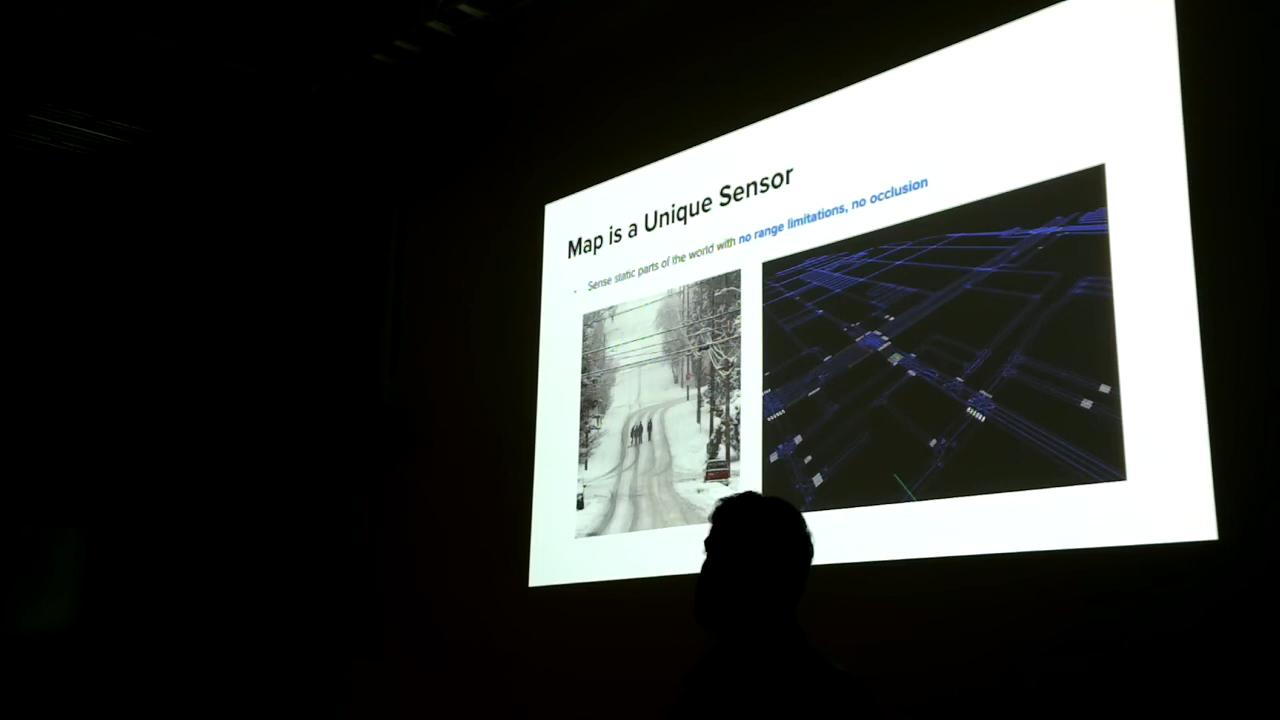 Map is a Unique Sensor
Sense static parts of the world with no range limitations, no occlusion